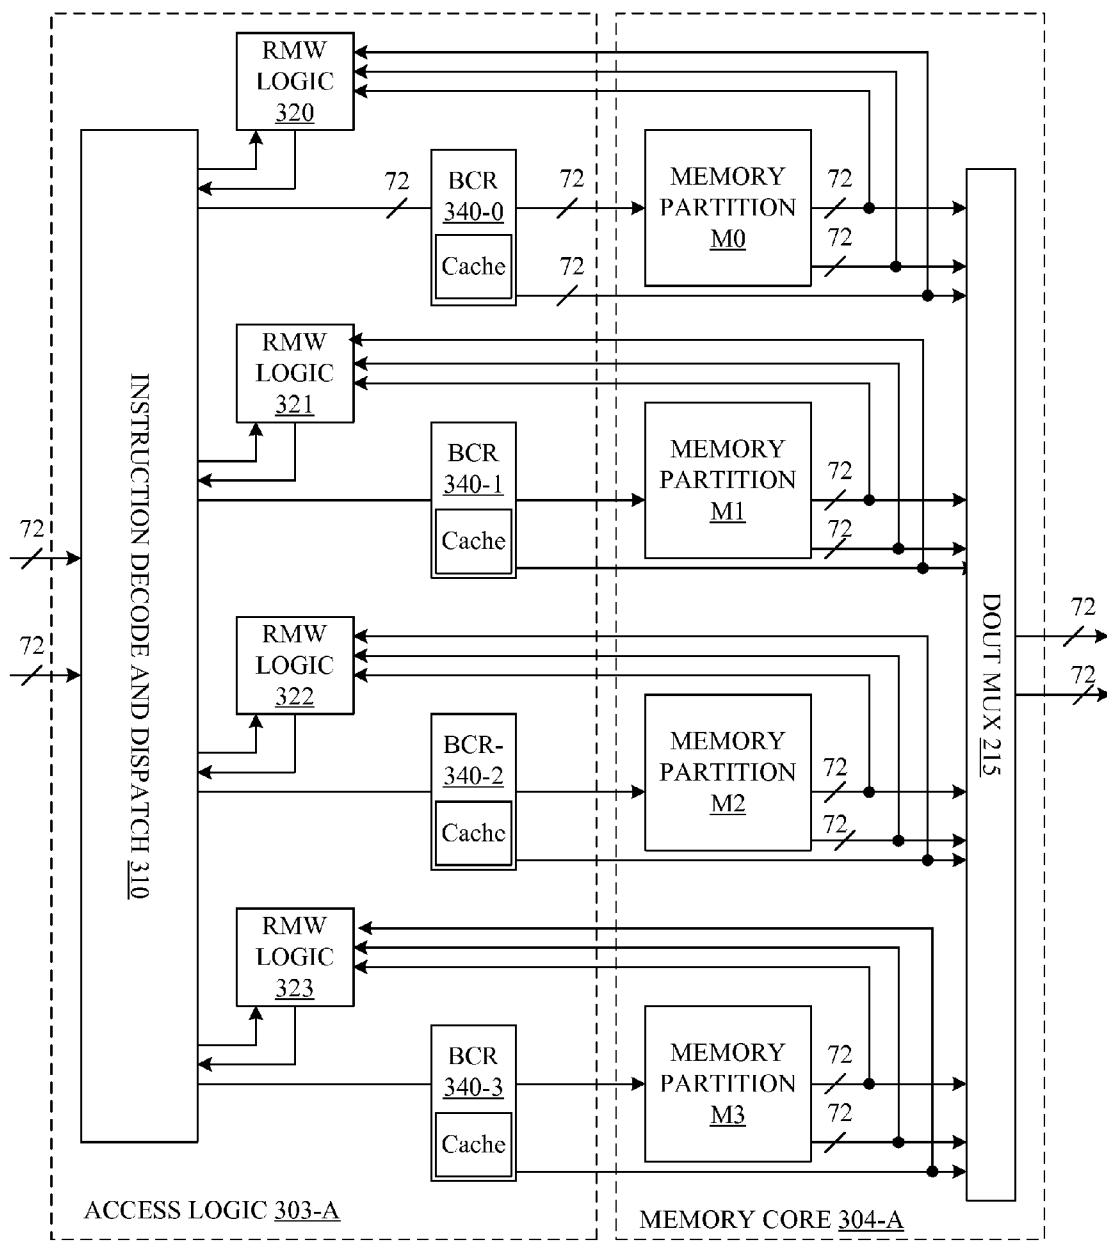 RMW
LOGIC
320
72
BCR
340-0
Cache
72
72
MEMORY
PARTITION
M0
72
72
RMW
LOGIC
321
BCR
340-1
Cache
MEMORY
PARTITION
M1
72
72
72
72
INSTRUCTION DECODE AND DISPATCH 310
RMW
LOGIC
322
BCR-
340-2
Cache
MEMORY
PARTITION
M2
72
72
DOUT MUX 215
72
72
RMW
LOGIC
323
BCR
340-3
Cache
MEMORY
PARTITION
M3
72
72
ACCESS LOGIC 303-A
MEMORY CORE 304-A